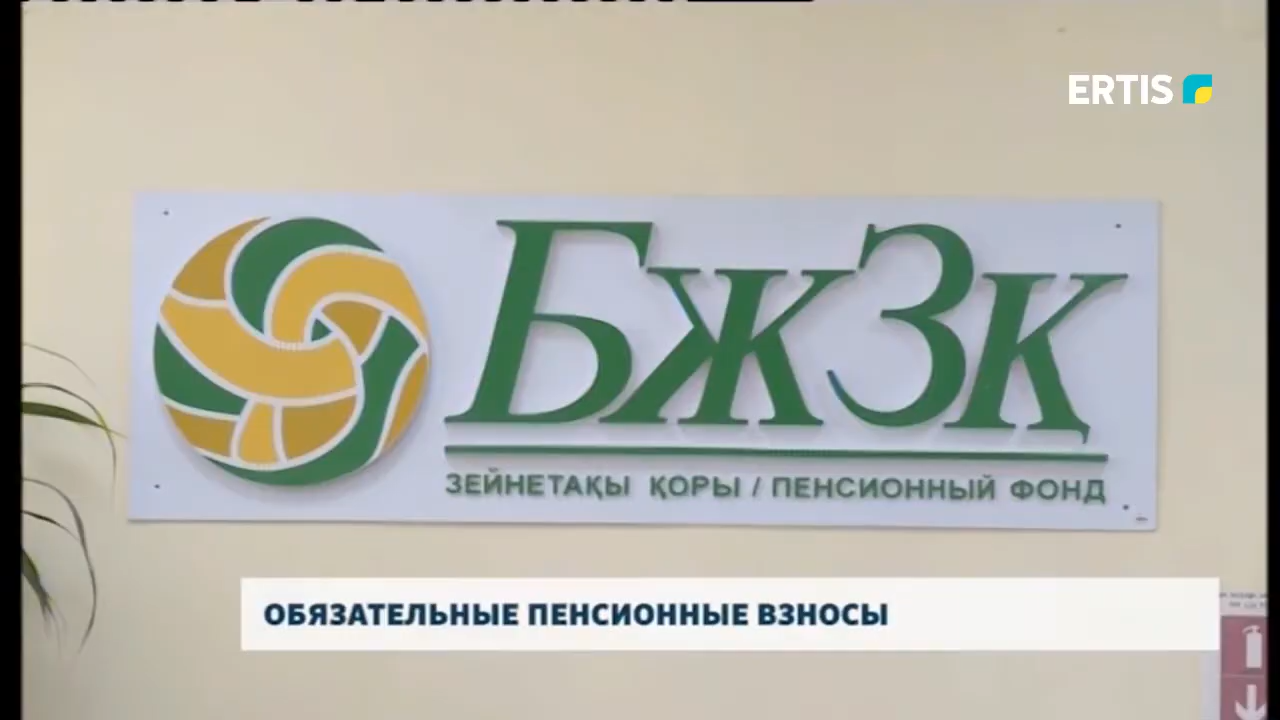 ERTIS
БжЗқ
ЗЕЙНЕТАҚЫ ҚОРЫ / ПЕНСИОННЫЙ ФОНД
ОБЯЗАТЕЛЬНЫЕ ПЕНСИОННЫЕ ВЗНОСЫ